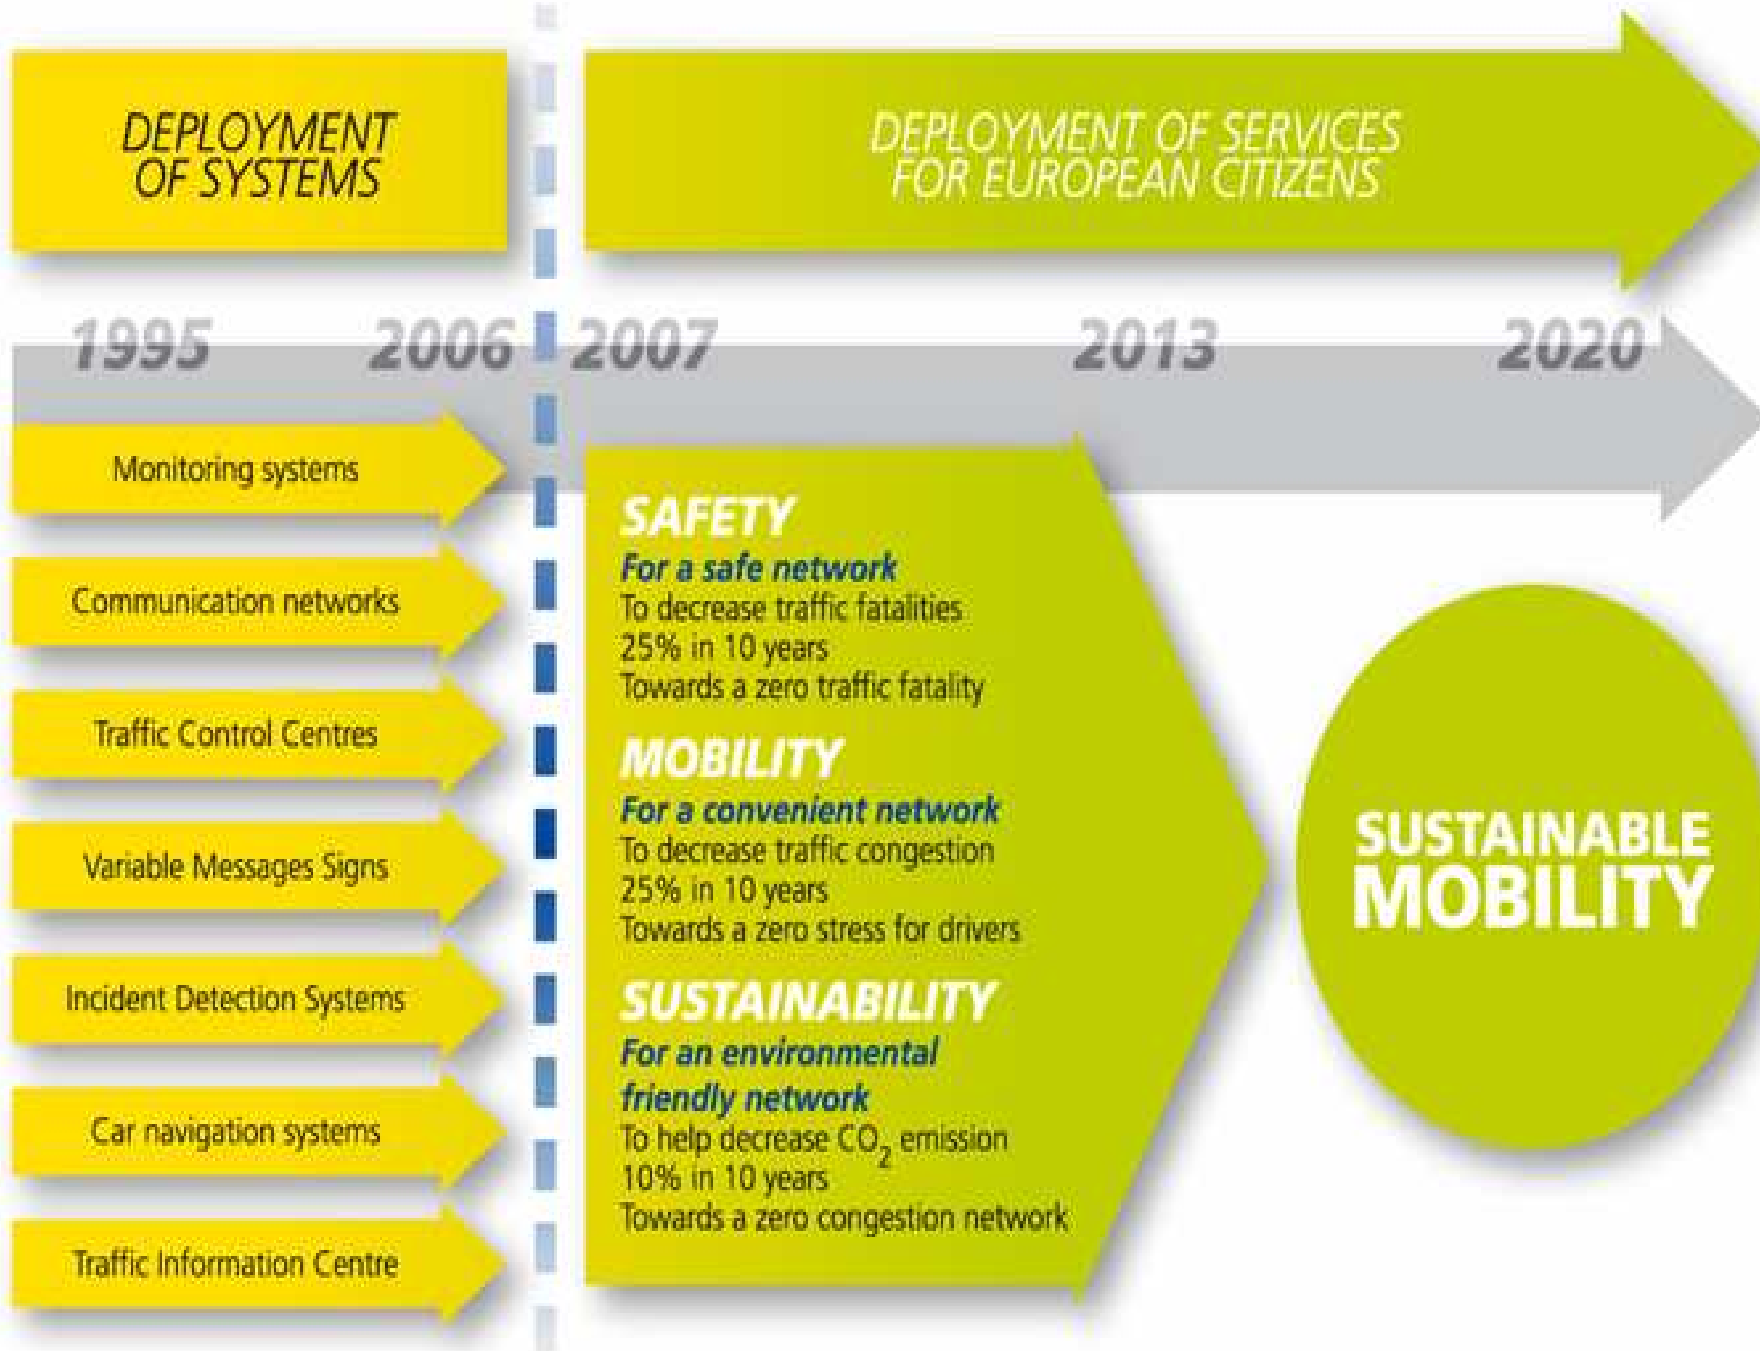 DEPLOYMENT
OF SYSTEMS
DEPLOYMENT OF SERVICES
FOR EUROPEAN CITIZENS
1995
2006
2007
2013
2020
Monitoring systems
Communication networks
Traffic Control Centres
Variable Messages Signs
Incident Detection Systems
Car navigation systems
Traffic Information Centre
SAFETY
For a safe network
To decrease traffic fatalities
25% in 10 years
Towards a zero traffic fatality
MOBILITY
For a convenient network
To decrease traffic congestion
25% in 10 years
Towards a zero stress for drivers
SUSTAINABILITY
For an environmental
friendly network
To help decrease CO₂ emission
10% in 10 years
Towards a zero congestion network
SUSTAINABLE
MOBILITY